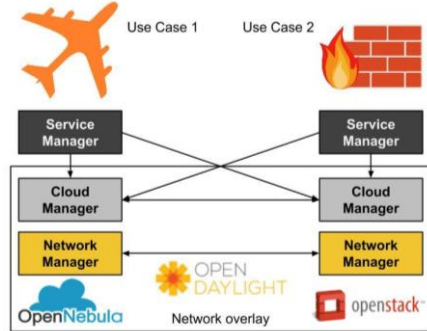 Use Case 1
Use Case 2
Service
Manager
Service
Manager
Cloud
Manager
Cloud
Manager
Network
Manager
Network
Manager
OPEN
DAYLIGHT
OpenNebula
Network overlay
openstack™